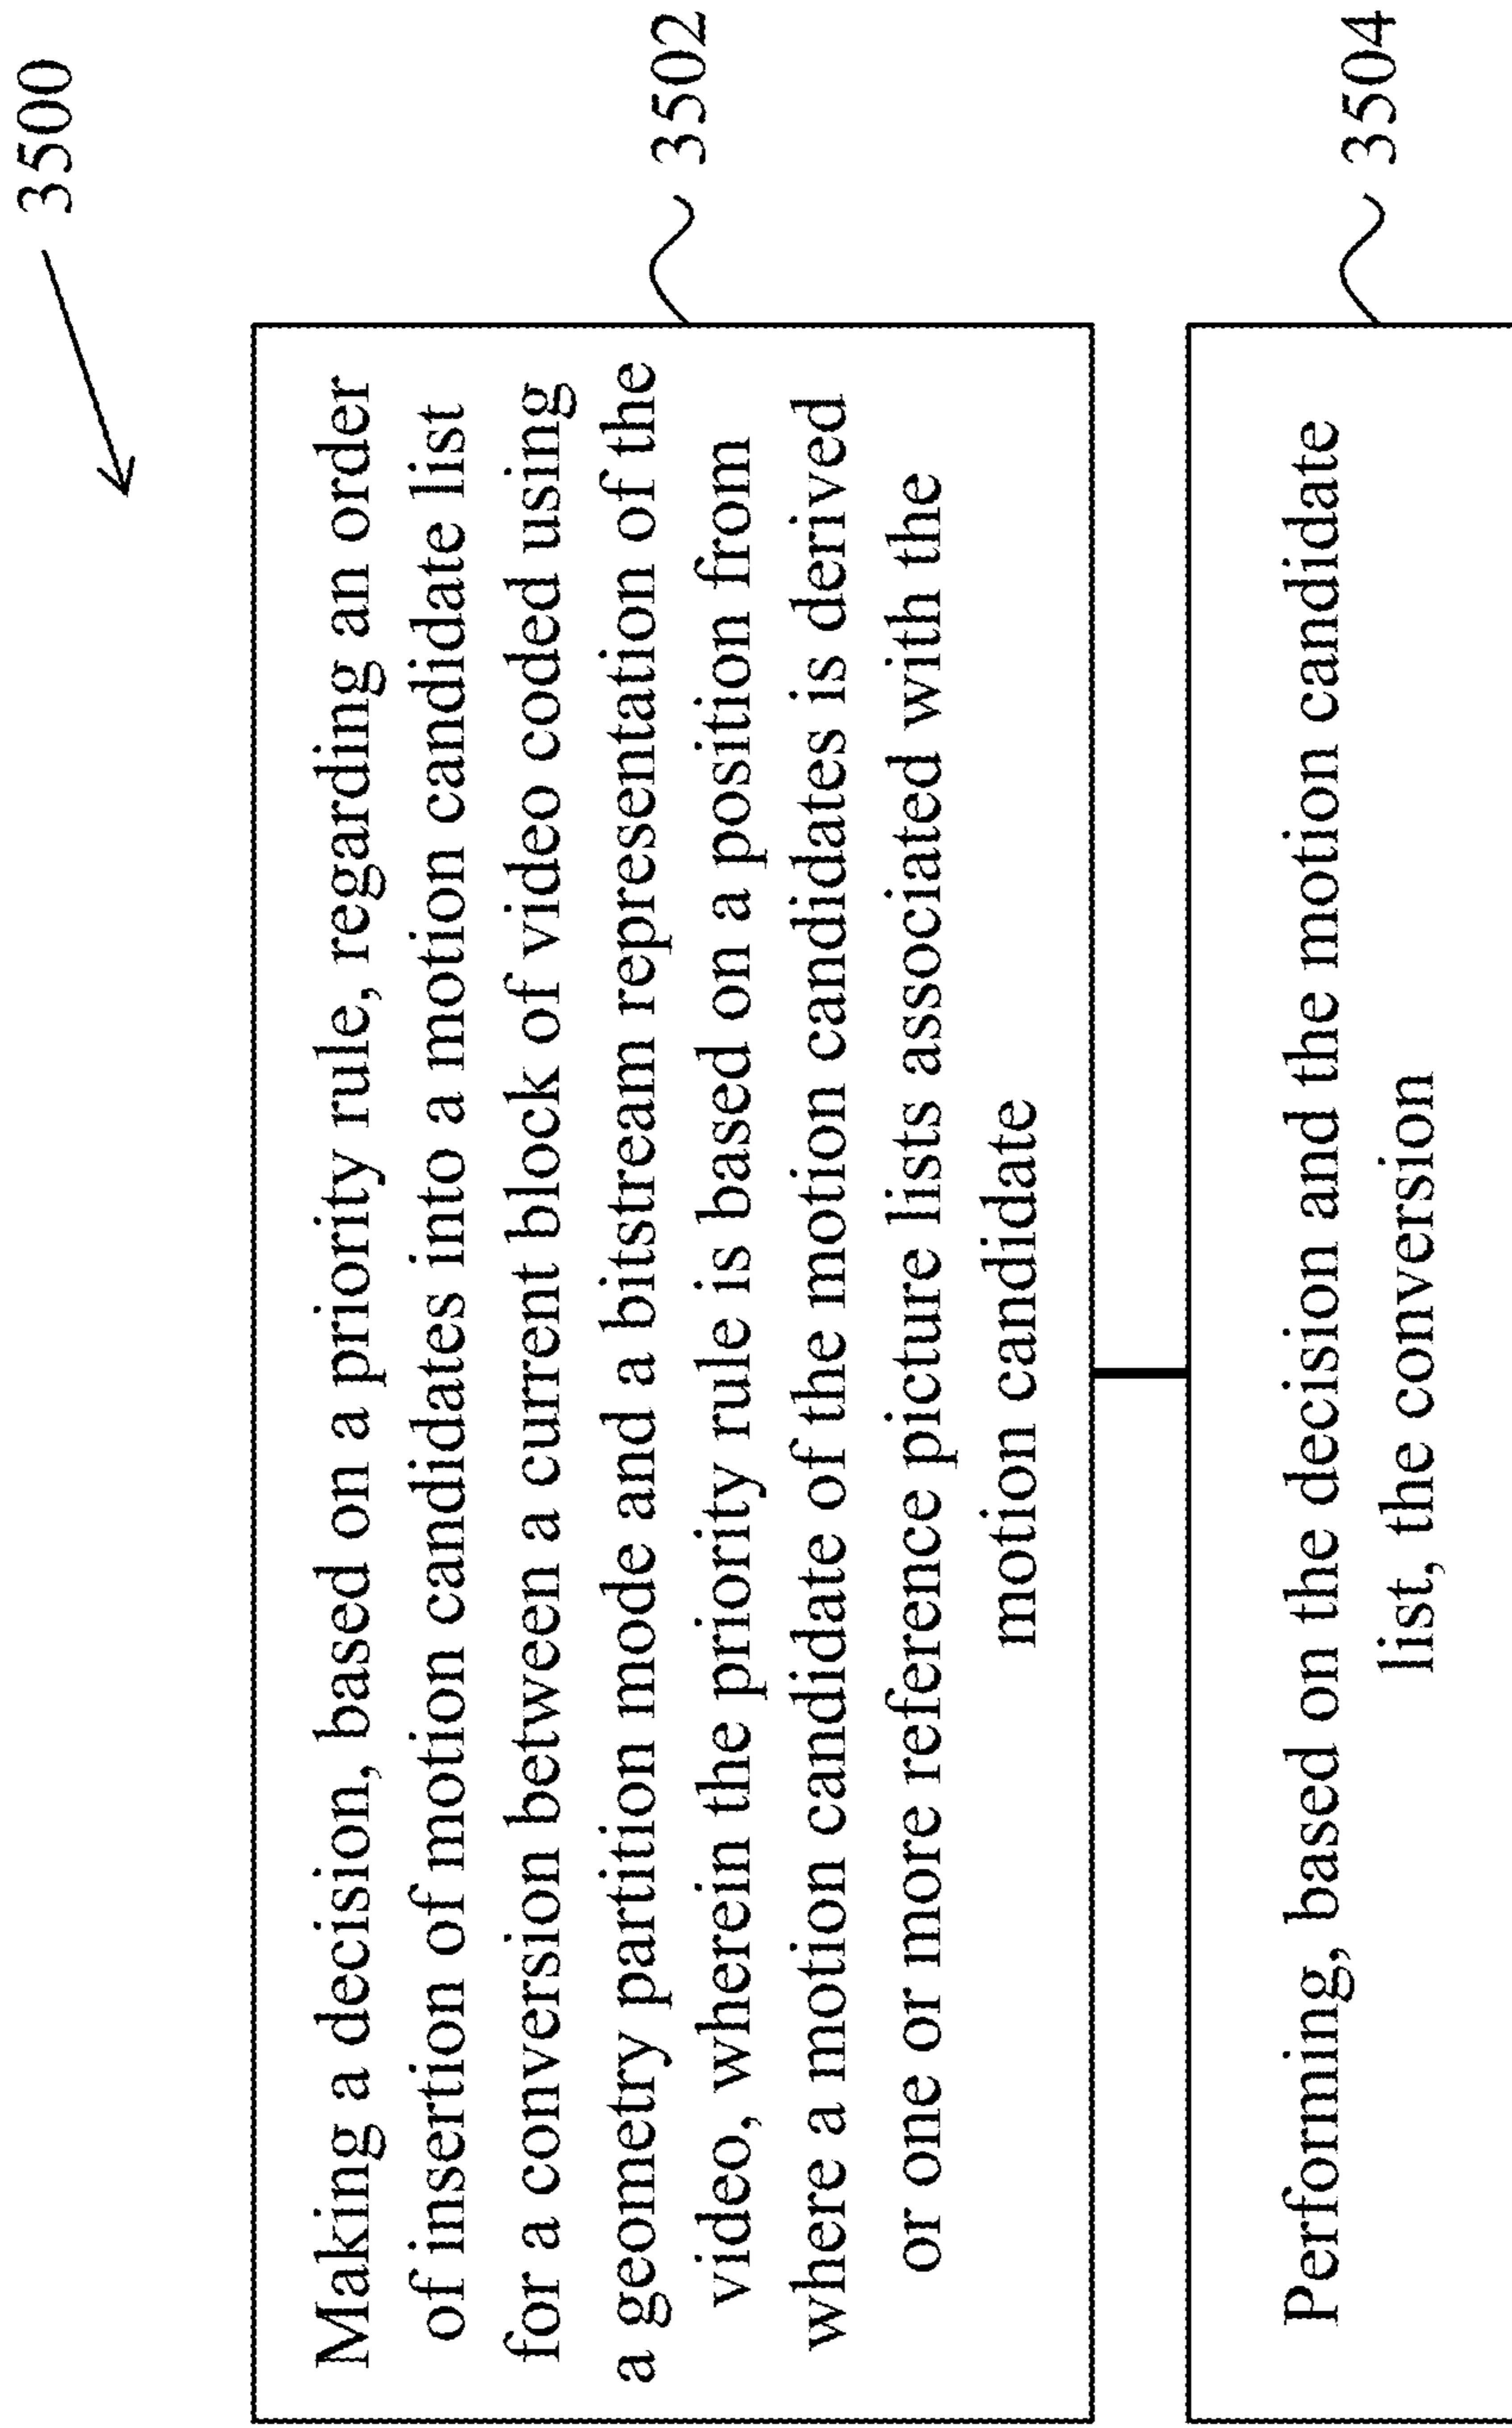 3500
Making a decision, based on a priority rule, regarding an order
of insertion of motion candidates into a motion candidate list
for a conversion between a current block of video coded using
a geometry partition mode and a bitstream representation of the
video, wherein the priority rule is based on a position from
where a motion candidate of the motion candidates is derived
or one or more reference picture lists associated with the
motion candidate
3502
Performing, based on the decision and the motion candidate
list, the conversion
3504